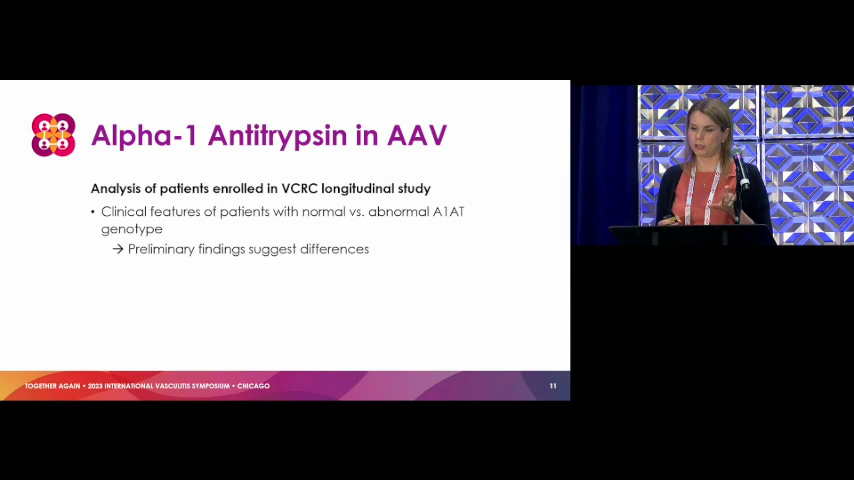 Alpha-1 Antitrypsin in AAV
Analysis of patients enrolled in VCRC longitudinal study
• Clinical features of patients with normal vs. abnormal A1AT
genotype
→ Preliminary findings suggest differences
TOGETHER AGAIN • 2023 INTERNATIONAL VASCULITIS SYMPOSIUM • CHICAGO
11